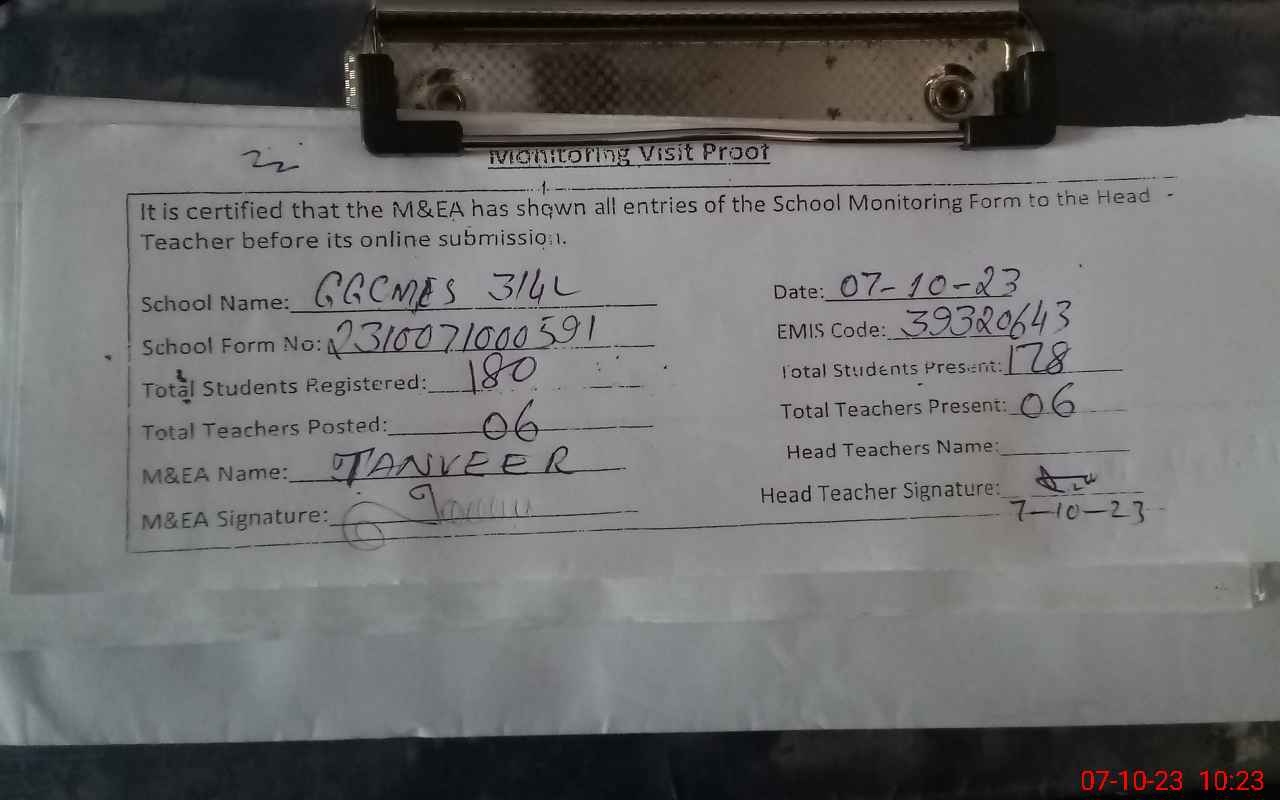 Monitoring Visit Proof
It is certified that the M&EA has shown all entries of the School Monitoring Form to the Head
Teacher before its online submission.
School Name: GGCMES 314L Date: 07-10-23
School Form No: 2310071000591 EMIS Code: 39320643
Total Students Registered: 180 Total Students Present: 178
Total Teachers Posted: 06 Total Teachers Present: 06
M&EA Name: TANVEER Head Teachers Name:
M&EA Signature: Head Teacher Signature:
7-10-23
07-10-23 10:23